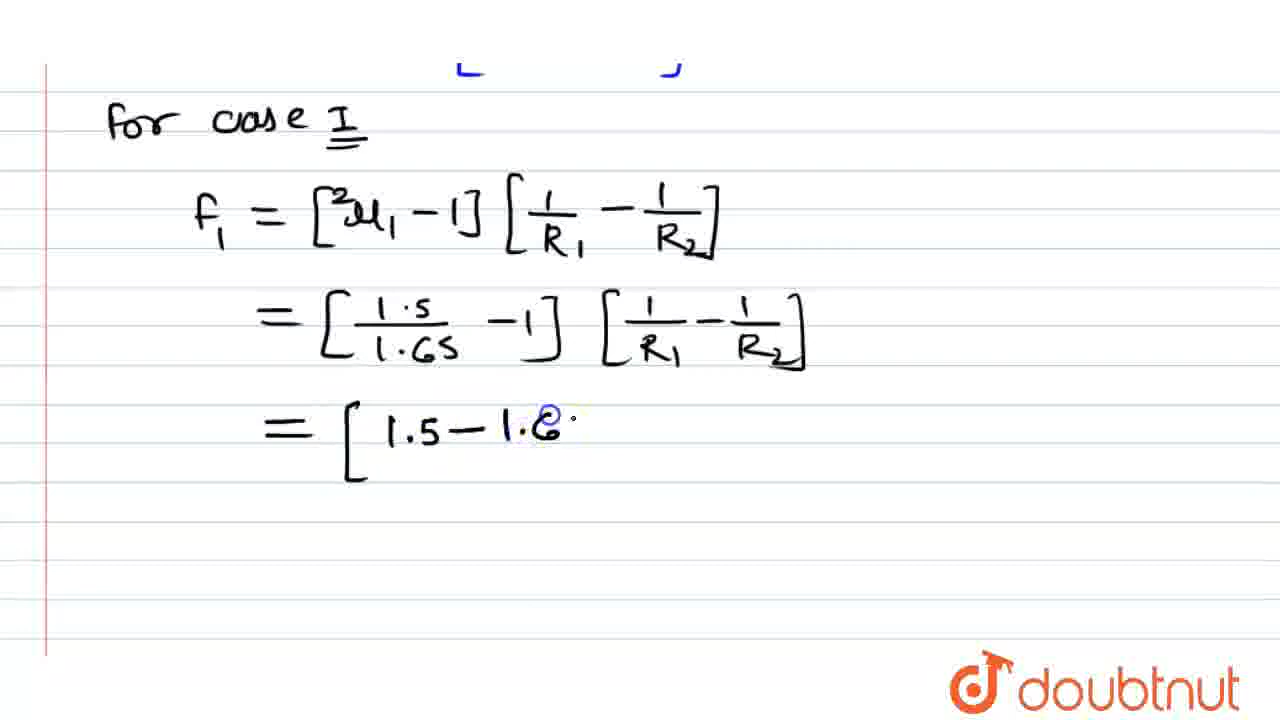 For case I
f₁ = [²μ₁ - 1] [1/R₁ - 1/R₂]
= [1.5/1.65 - 1] [1/R₁ - 1/R₂]
= [1.5 - 1.6
doubtnut